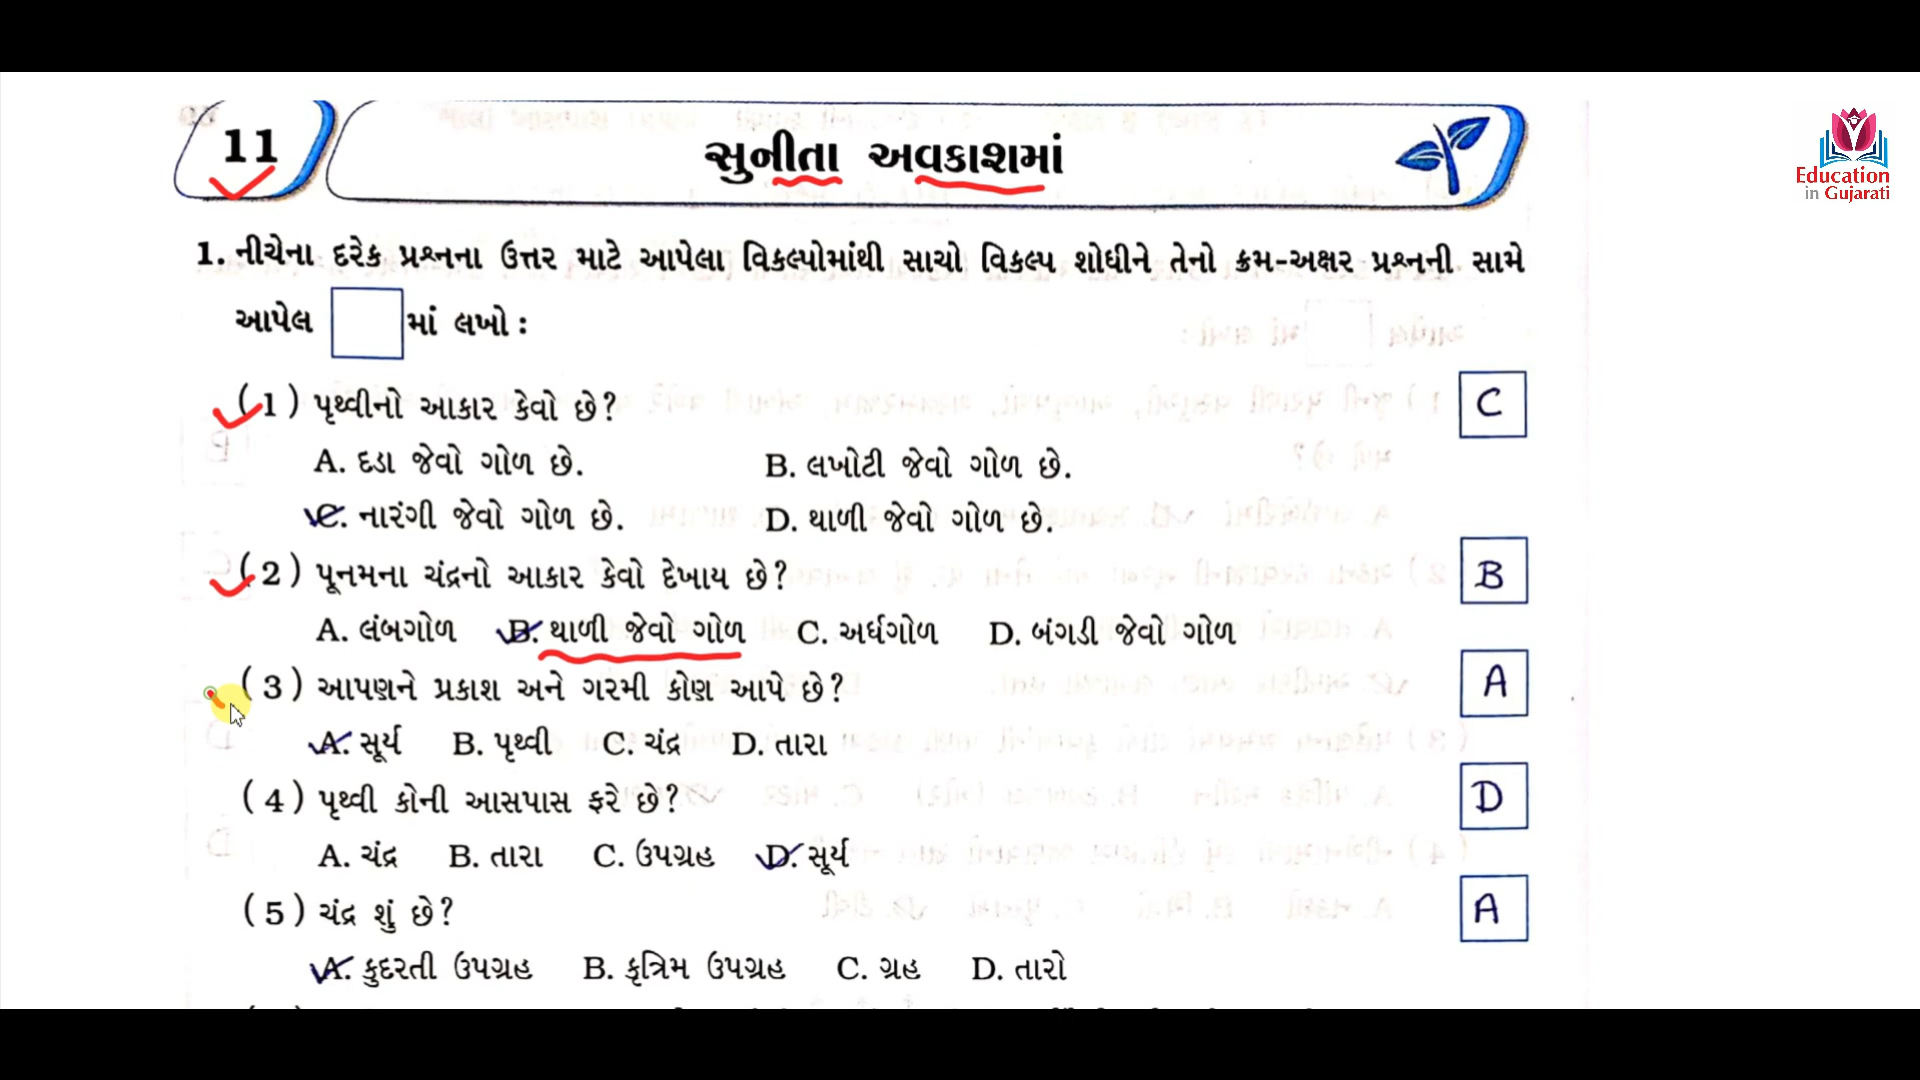 11
સુનીતા અવકાશમાં
Education
in Gujarati
1. નીચેના દરેક પ્રશ્નના ઉત્તર માટે આપેલા વિકલ્પોમાંથી સાચો વિકલ્પ શોધીને તેનો ક્રમ-અક્ષર પ્રશ્નની સામે
આપેલ માં લખો :
(1) પૃથ્વીનો આકાર કેવો છે? C
A. દડા જેવો ગોળ છે. B. લખોટી જેવો ગોળ છે.
C. નારંગી જેવો ગોળ છે. D. થાળી જેવો ગોળ છે.
(2) પૂનમના ચંદ્રનો આકાર કેવો દેખાય છે? B
A. લંબગોળ B. થાળી જેવો ગોળ C. અર્ધગોળ D. બંગડી જેવો ગોળ
(3) આપણને પ્રકાશ અને ગરમી કોણ આપે છે? A
A. સૂર્ય B. પૃથ્વી C. ચંદ્ર D. તારા
(4) પૃથ્વી કોની આસપાસ ફરે છે? D
A. ચંદ્ર B. તારા C. ઉપગ્રહ D. સૂર્ય
(5) ચંદ્ર શું છે? A
A. કુદરતી ઉપગ્રહ B. કૃત્રિમ ઉપગ્રહ C. ગ્રહ D. તારો